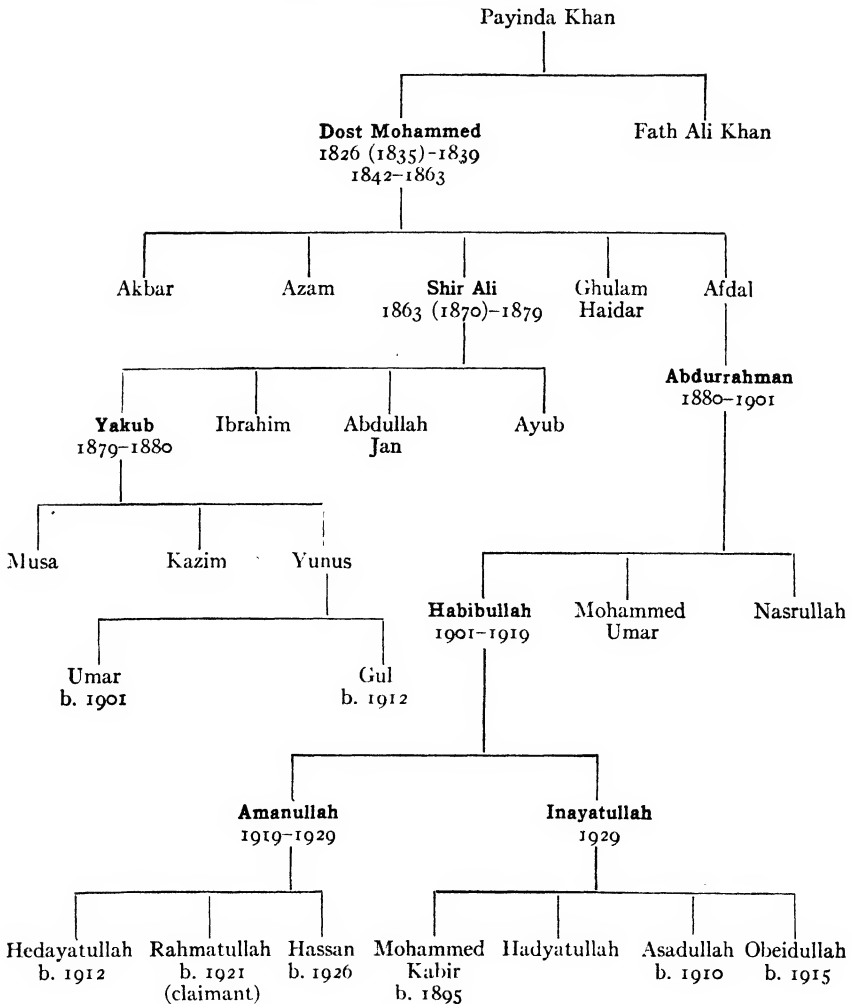 Payinda Khan
Dost Mohammed
1826 (1835)-1839
1842-1863
Fath Ali Khan
Akbar
Azam
Shir Ali
1863 (1870)-1879
Ghulam
Haidar
Afdal
Abdurrahman
1880-1901
Yakub
1879-1880
Ibrahim
Abdullah
Jan
Ayub
Musa
Kazim
Yunus
Habibullah
1901-1919
Mohammed
Umar
Nasrullah
Umar
b. 1901
Gul
b. 1912
Amanullah
1919-1929
Inayatullah
1929
Hedayatullah
b. 1912
Rahmatullah
b. 1921
(claimant)
Hassan
b. 1926
Mohammed
Kabir
b. 1895
Hadyatullah
Asadullah
b. 1910
Obeidullah
b. 1915